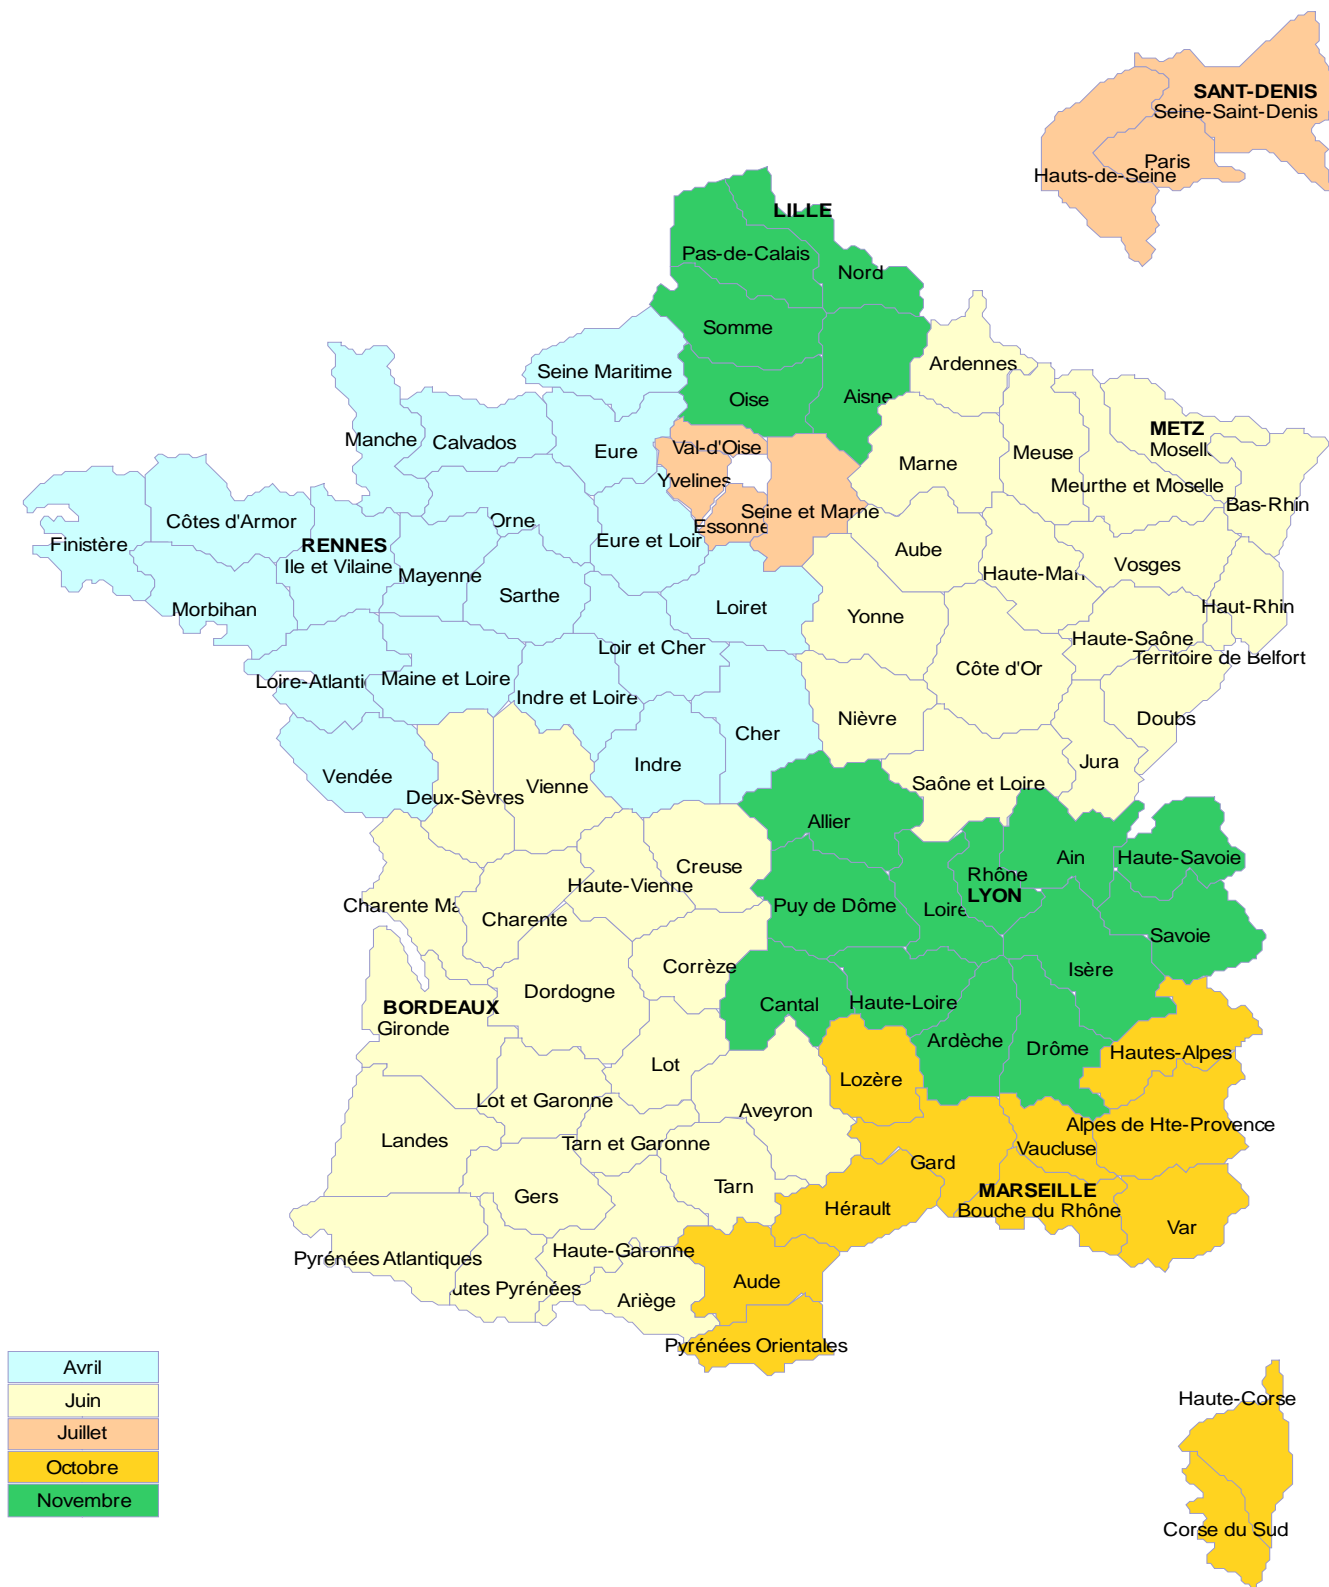 SANT-DENIS
Seine-Saint-Denis
Paris
Hauts-de-Seine
LILLE
Pas-de-Calais
Nord
Somme
Ardennes
Seine Maritime
Oise
Aisne
METZ
Manche
Calvados
Val-d'Oise
Mosell
Eure
Meuse
Marne
Yvelines
Meurthe et Moselle
Bas-Rhin
Seine et Marne
Côtes d'Armor
Orne
Essonne
Finistère
RENNES
Eure et Loir
Aube
Ile et Vilaine
Vosges
Mayenne
Haute-Mar
Sarthe
Morbihan
Loiret
Yonne
Haut-Rhin
Haute-Saône
Loir et Cher
Territoire de Belfort
Côte d'Or
Loire-Atlanti
Maine et Loire
Indre et Loire
Nièvre
Doubs
Cher
Indre
Jura
Vendée
Saône et Loire
Vienne
Deux-Sèvres
Allier
Ain
Haute-Savoie
Creuse
Rhône
Haute-Vienne
LYON
Charente Ma
Puy de Dôme
Loire
Charente
Savoie
Corrèze
Isère
Dordogne
Cantal
Haute-Loire
BORDEAUX
Gironde
Ardèche
Drôme
Hautes-Alpes
Lot
Lozère
Lot et Garonne
Aveyron
Alpes de Hte-Provence
Landes
Tarn et Garonne
Vaucluse
Gard
Tarn
MARSEILLE
Gers
Hérault
Bouche du Rhône
Var
Haute-Garonne
Pyrénées Atlantiques
Aude
utes Pyrénées
Ariège
Pyrénées Orientales
Avril
Juin
Juillet
Octobre
Novembre
Haute-Corse
Corse du Sud